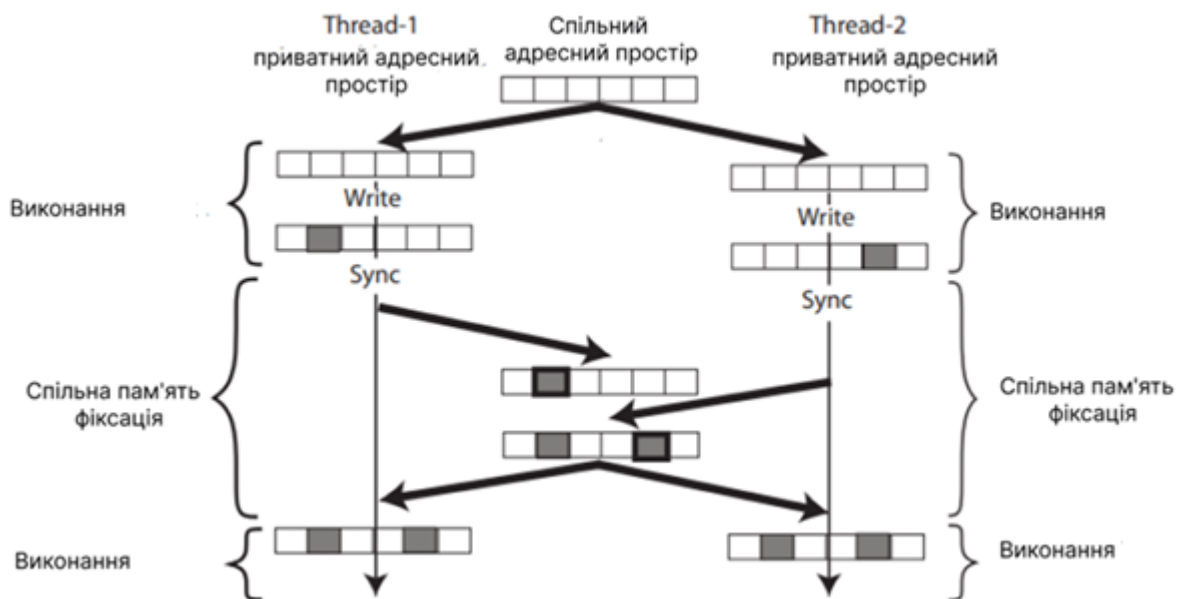 Thread-1
приватний адресний.
простір
Спільний
адресний простір
Thread-2
приватний адресний
простір
Виконання
Write
Sync
Write
Sync
Виконання
Спільна пам'ять
фіксація
Спільна пам'ять
фіксація
Виконання
Виконання